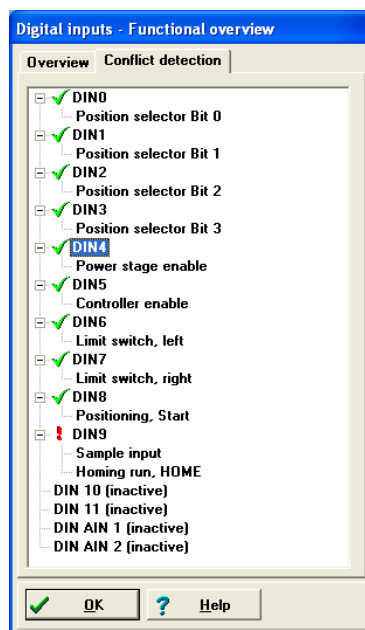 Digital inputs - Functional overview
Overview Conflict detection
DIN0
Position selector Bit 0
DIN1
Position selector Bit 1
DIN2
Position selector Bit 2
DIN3
Position selector Bit 3
DIN4
Power stage enable
DIN5
Controller enable
DIN6
Limit switch, left
DIN7
Limit switch, right
DIN8
Positioning, Start
DIN9
Sample input
Homing run, HOME
DIN 10 (inactive)
DIN 11 (inactive)
DIN AIN 1 (inactive)
DIN AIN 2 (inactive)
OK Help